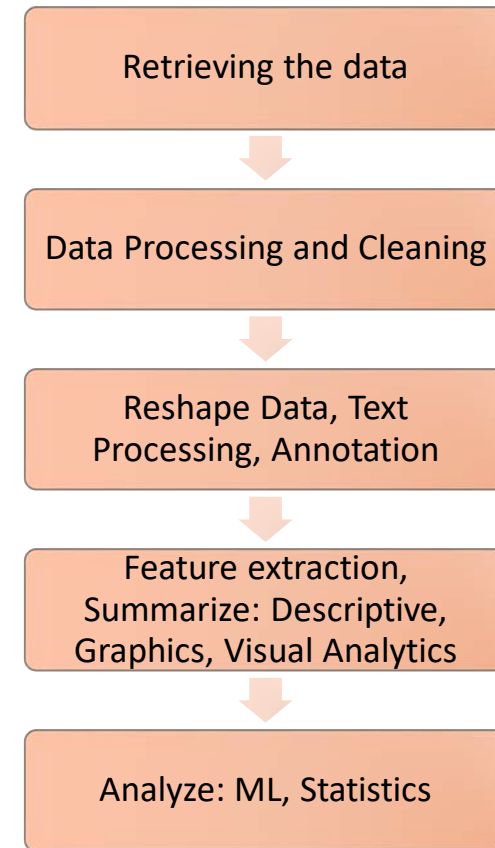 Retrieving the data
Data Processing and Cleaning
Reshape Data, Text
Processing, Annotation
Feature extraction,
Summarize: Descriptive,
Graphics, Visual Analytics
Analyze: ML, Statistics